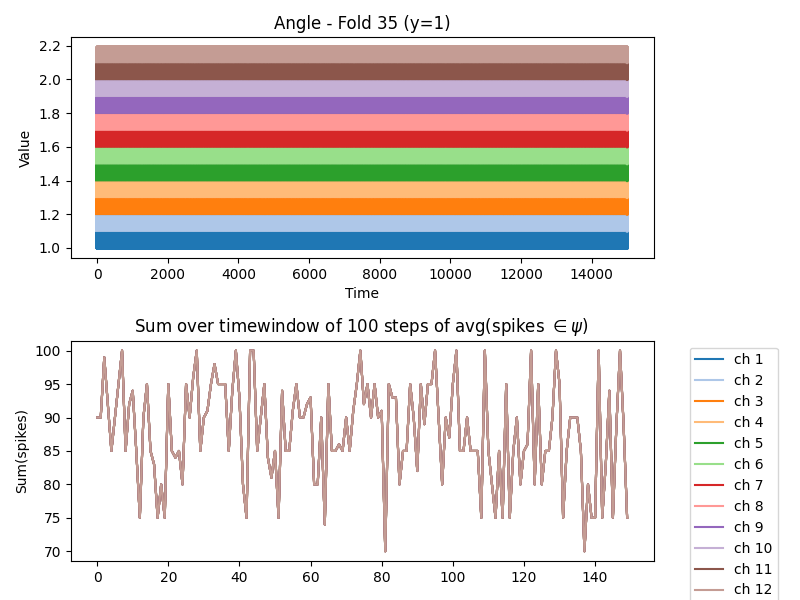 Angle - Fold 35 (y=1)
Value
2.2
2.0
1.8
1.6
1.4
1.2
1.0
0 2000 4000 6000 8000 10000 12000 14000
Time
Sum over timewindow of 100 steps of avg(spikes ∈ ψ)
Sum(spikes)
100
95
90
85
80
75
70
0 20 40 60 80 100 120 140
ch 1
ch 2
ch 3
ch 4
ch 5
ch 6
ch 7
ch 8
ch 9
ch 10
ch 11
ch 12